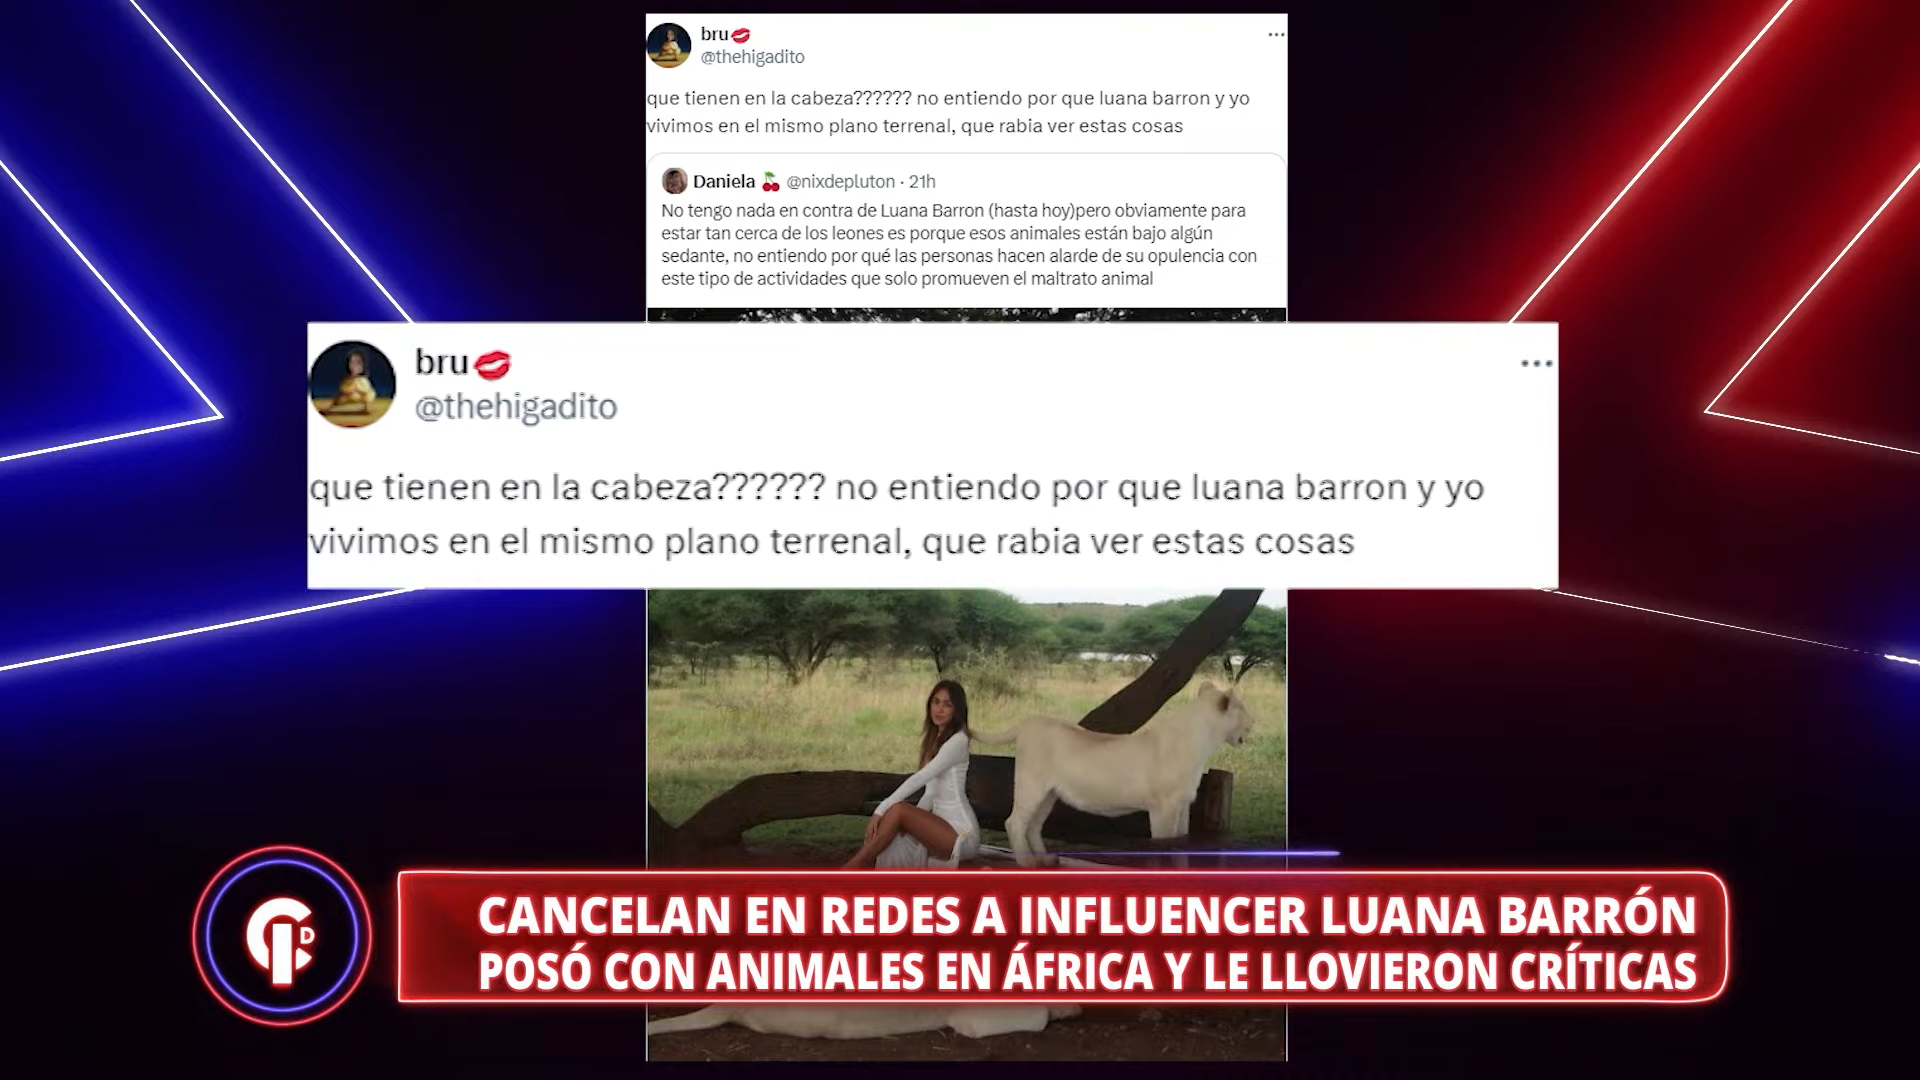 bru
@thehigadito
que tienen en la cabeza?????? no entiendo por que luana barron y yo
vivimos en el mismo plano terrenal, que rabia ver estas cosas
Daniela @nixdepluton · 21h
No tengo nada en contra de Luana Barron (hasta hoy)pero obviamente para
estar tan cerca de los leones es porque esos animales están bajo algún
sedante, no entiendo por qué las personas hacen alarde de su opulencia con
este tipo de actividades que solo promueven el maltrato animal
bru
@thehigadito
que tienen en la cabeza?????? no entiendo por que luana barron y yo
vivimos en el mismo plano terrenal, que rabia ver estas cosas
CANCELAN EN REDES A INFLUENCER LUANA BARRÓN
POSÓ CON ANIMALES EN ÁFRICA Y LE LLOVIERON CRÍTICAS